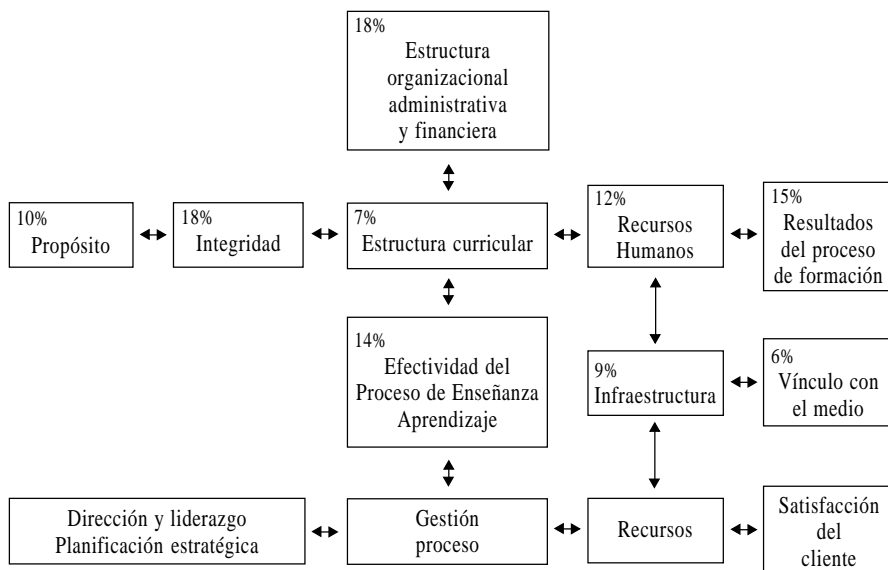 18%
Estructura
organizacional
administrativa
y financiera
10%
Propósito
18%
Integridad
7%
Estructura curricular
12%
Recursos
Humanos
15%
Resultados
del proceso
de formación
14%
Efectividad del
Proceso de Enseñanza
Aprendizaje
9%
Infraestructura
6%
Vínculo con
el medio
Dirección y liderazgo
Planificación estratégica
Gestión
proceso
Recursos
Satisfacción
del
cliente